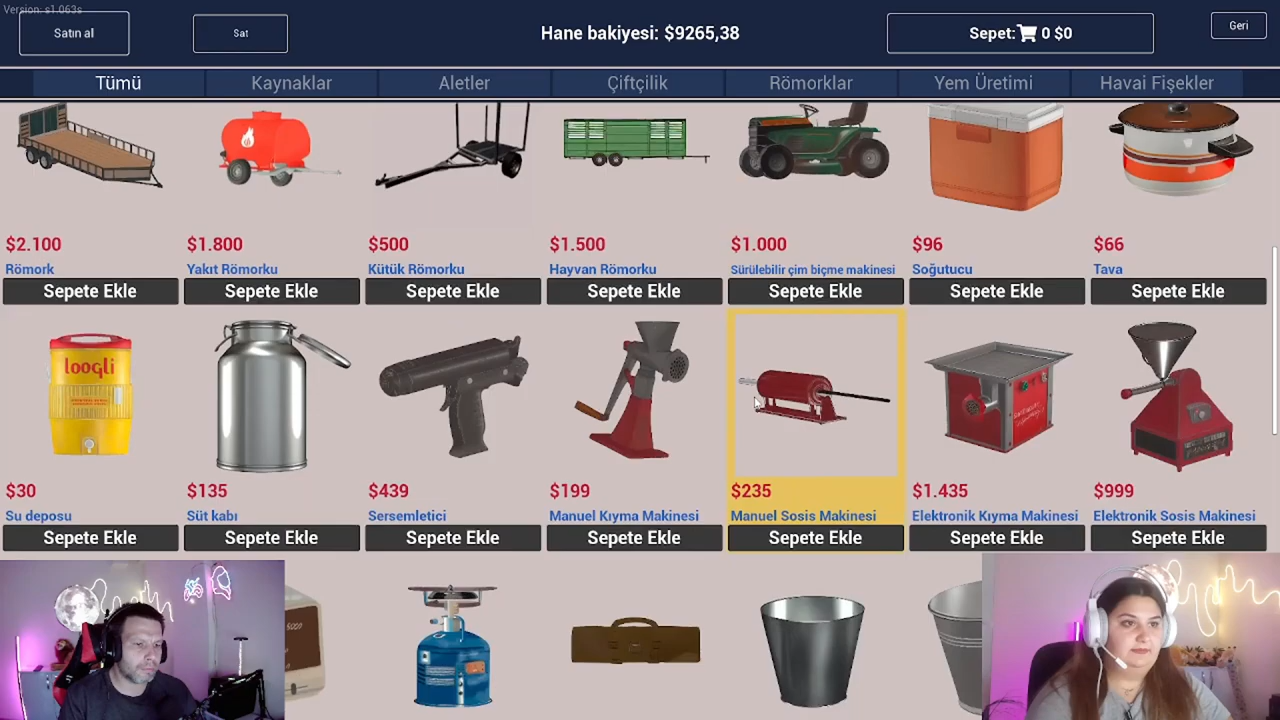 Version: s1.063s
Satın al
Sat
Hane bakiyesi: $9265,38
Sepet: 0 $0
Geri
Tümü
Kaynaklar
Aletler
Çiftçilik
Römorklar
Yem Üretimi
Havai Fişekler
$2.100
$1.800
$500
$1.500
$1.000
$96
$66
Römork
Yakıt Römorku
Kütük Römorku
Hayvan Römorku
Sürülebilir çim biçme makinesi
Soğutucu
Tava
Sepete Ekle
Sepete Ekle
Sepete Ekle
Sepete Ekle
Sepete Ekle
Sepete Ekle
Sepete Ekle
looqli
$30
$135
$439
$199
$235
$1.435
$999
Su deposu
Süt kabı
Sersemletici
Manuel Kıyma Makinesi
Manuel Sosis Makinesi
Elektronik Kıyma Makinesi
Elektronik Sosis Makinesi
Sepete Ekle
Sepete Ekle
Sepete Ekle
Sepete Ekle
Sepete Ekle
Sepete Ekle
Sepete Ekle